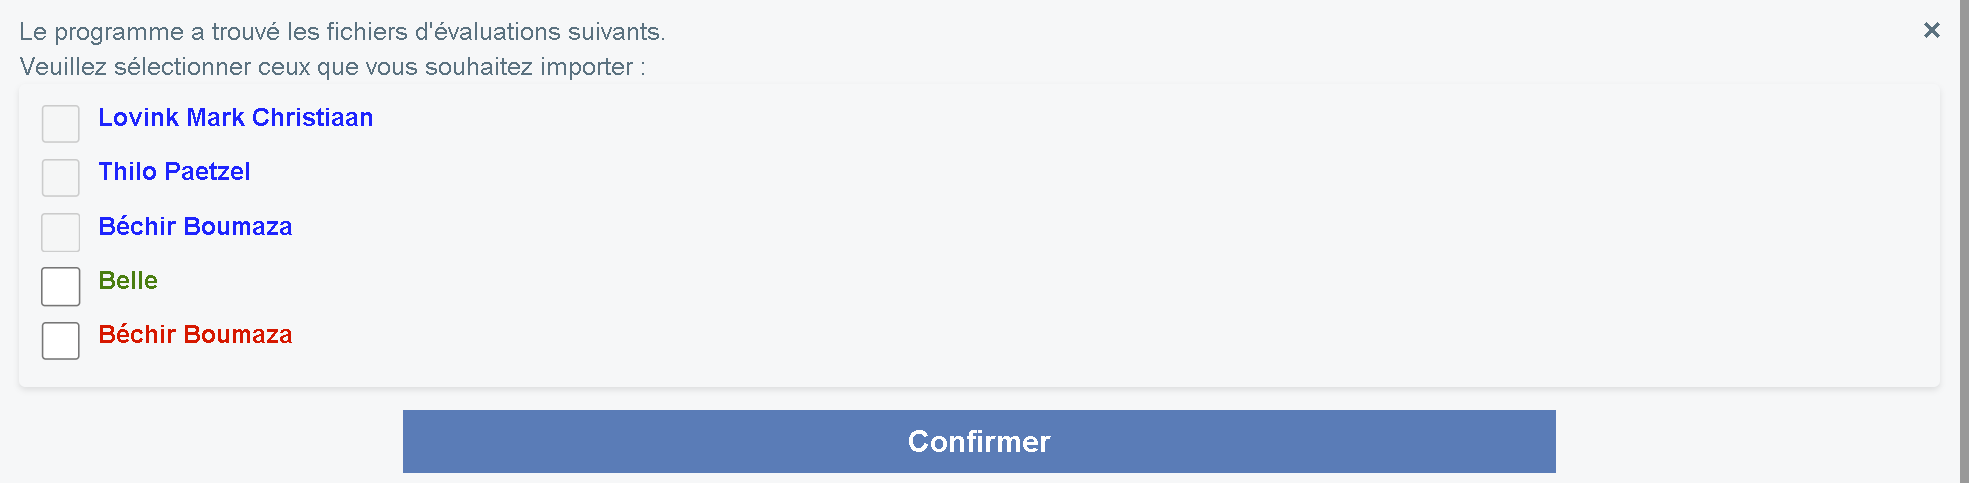 Le programme a trouvé les fichiers d'évaluations suivants.
Veuillez sélectionner ceux que vous souhaitez importer :
Lovink Mark Christiaan
Thilo Paetzel
Béchir Boumaza
Belle
Béchir Boumaza
Confirmer